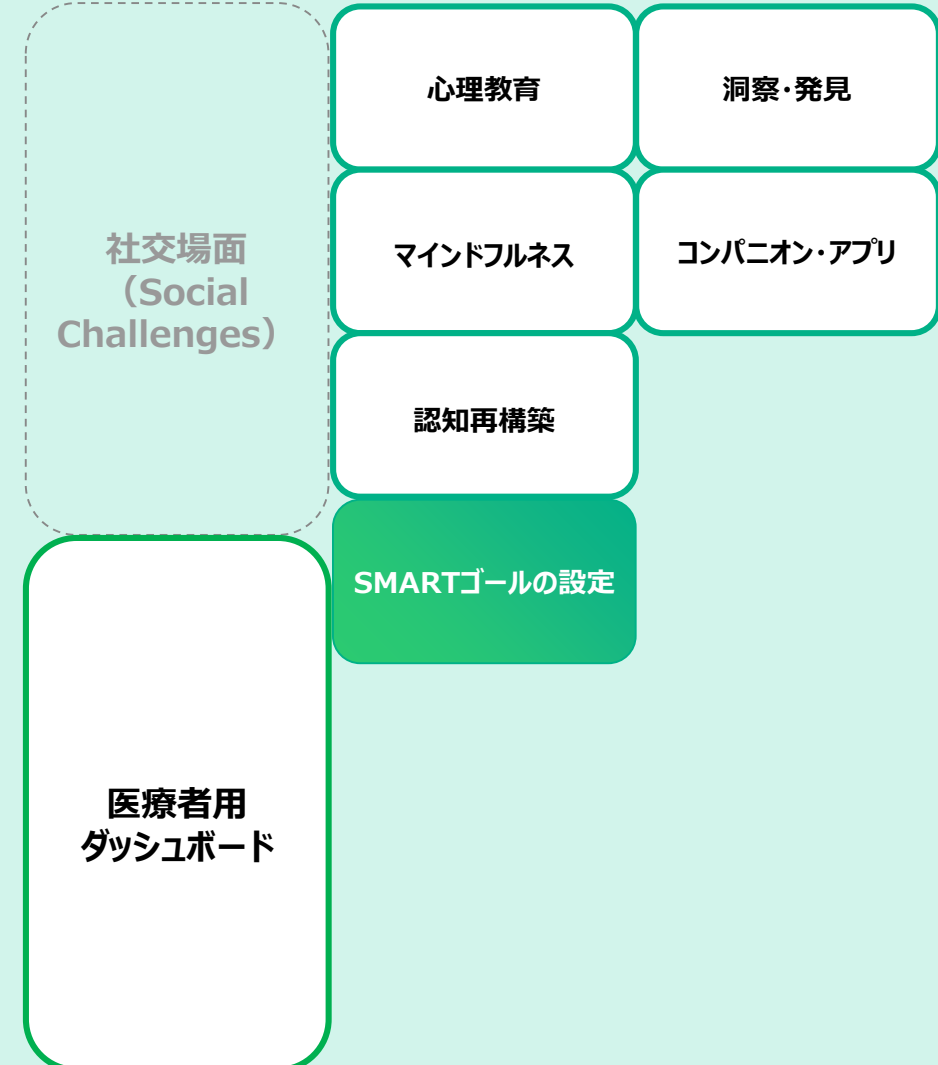 心理教育
洞察・発見
社交場面
（Social
Challenges）
マインドフルネス
コンパニオン・アプリ
認知再構築
SMARTゴールの設定
医療者用
ダッシュボード